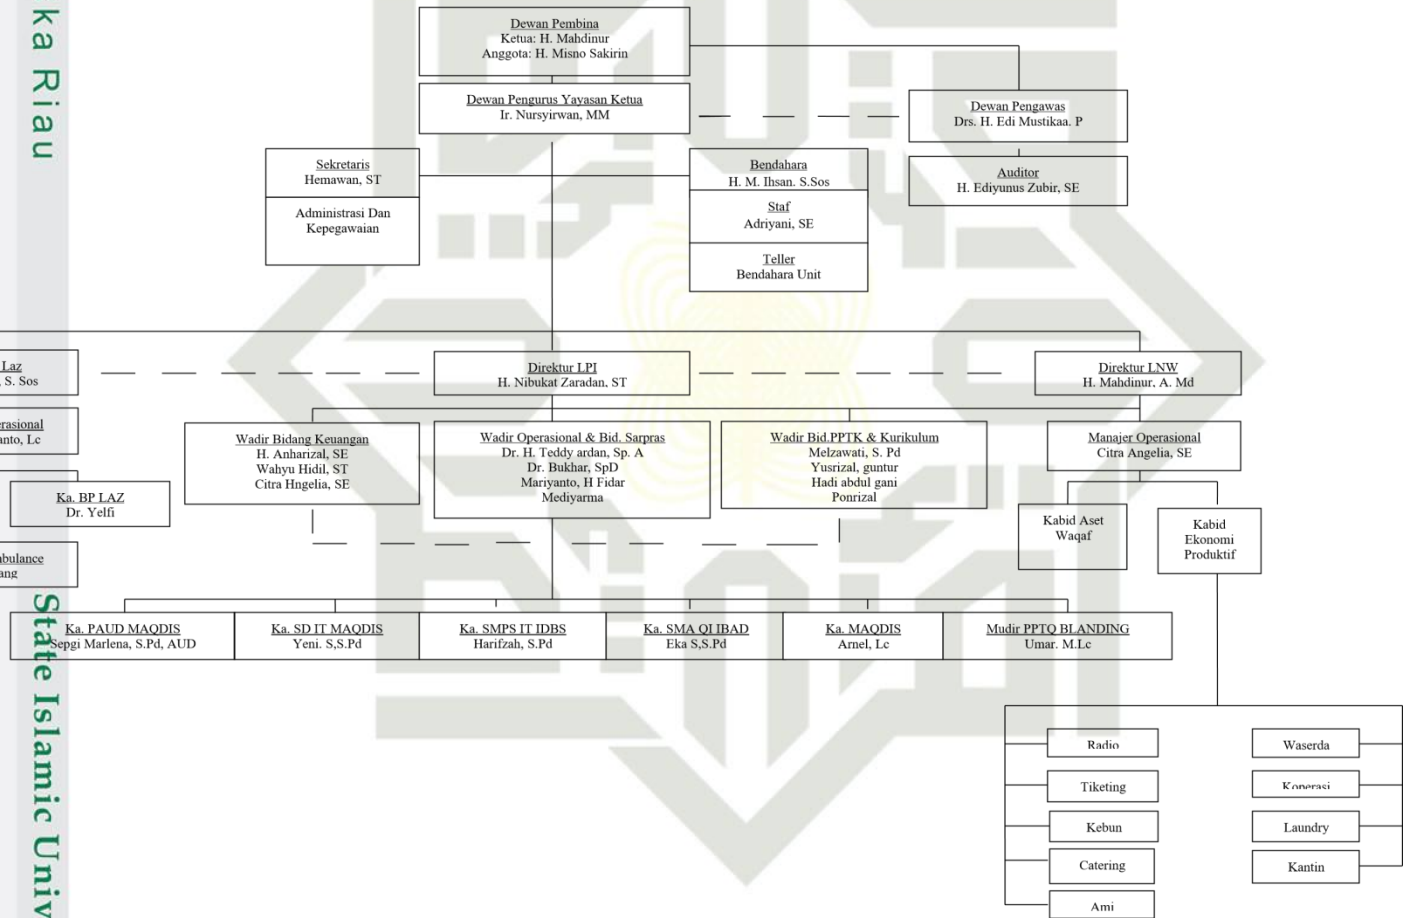 ka Riau
State Islamic Univ
Dewan Pembina
Ketua: H. Mahdinur
Anggota: H. Misno Sakirin
Dewan Pengurus Yayasan Ketua
Ir. Nursyirwan, MM
Dewan Pengawas
Drs. H. Edi Mustikaa. P
Auditor
H. Ediyunus Zubir, SE
Sekretaris
Hemawan, ST
Administrasi Dan
Kepegawaian
Bendahara
H. M. Ihsan. S.Sos
Staf
Adriyani, SE
Teller
Bendahara Unit
Laz
, S. Sos
erasional
anto, Lc
Ka. BP LAZ
Dr. Yelfi
mbulance
ang
Direktur LPI
H. Nibukat Zaradan, ST
Direktur LNW
H. Mahdinur, A. Md
Wadir Bidang Keuangan
H. Anharizal, SE
Wahyu Hidil, ST
Citra Hngelia, SE
Wadir Operasional & Bid. Sarpras
Dr. H. Teddy ardan, Sp. A
Dr. Bukhar, SpD
Mariyanto, H Fidar
Mediyarma
Wadir Bid.PPTK & Kurikulum
Melzawati, S. Pd
Yusrizal, guntur
Hadi abdul gani
Ponrizal
Manajer Operasional
Citra Angelia, SE
Kabid Aset
Waqaf
Kabid
Ekonomi
Produktif
Ka. PAUD MAQDIS
Sepgi Marlena, S.Pd, AUD
Ka. SD IT MAQDIS
Yeni. S,S.Pd
Ka. SMPS IT IDBS
Harifzah, S.Pd
Ka. SMA QI IBAD
Eka S,S.Pd
Ka. MAQDIS
Arnel, Lc
Mudir PPTQ BLANDING
Umar. M.Lc
Radio
Tiketing
Kebun
Catering
Ami
Waserda
Koperasi
Laundry
Kantin